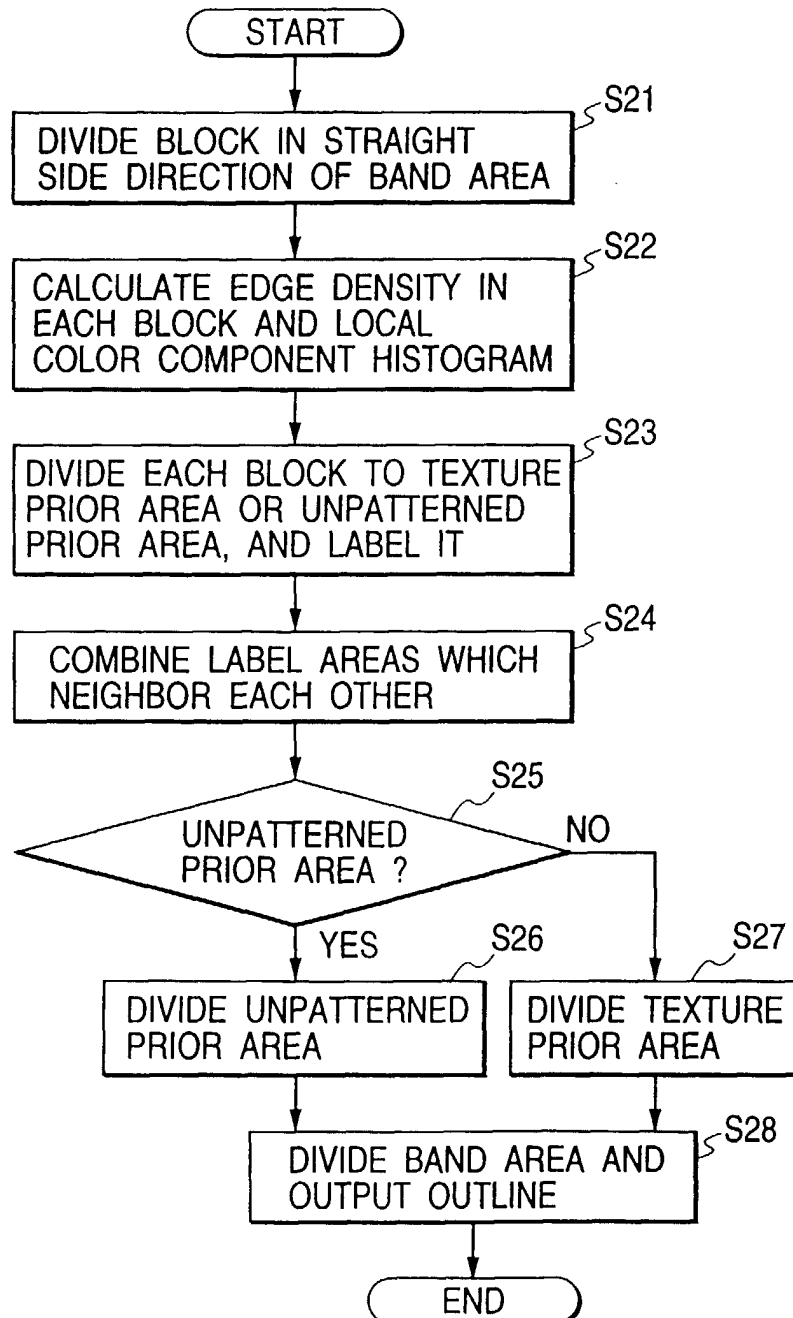 START
S21
DIVIDE BLOCK IN STRAIGHT
SIDE DIRECTION OF BAND AREA
S22
CALCULATE EDGE DENSITY IN
EACH BLOCK AND LOCAL
COLOR COMPONENT HISTOGRAM
S23
DIVIDE EACH BLOCK TO TEXTURE
PRIOR AREA OR UNPATTERNED
PRIOR AREA, AND LABEL IT
S24
COMBINE LABEL AREAS WHICH
NEIGHBOR EACH OTHER
S25
UNPATTERNED
PRIOR AREA ?
NO
YES
S26
DIVIDE UNPATTERNED
PRIOR AREA
S27
DIVIDE TEXTURE
PRIOR AREA
S28
DIVIDE BAND AREA AND
OUTPUT OUTLINE
END